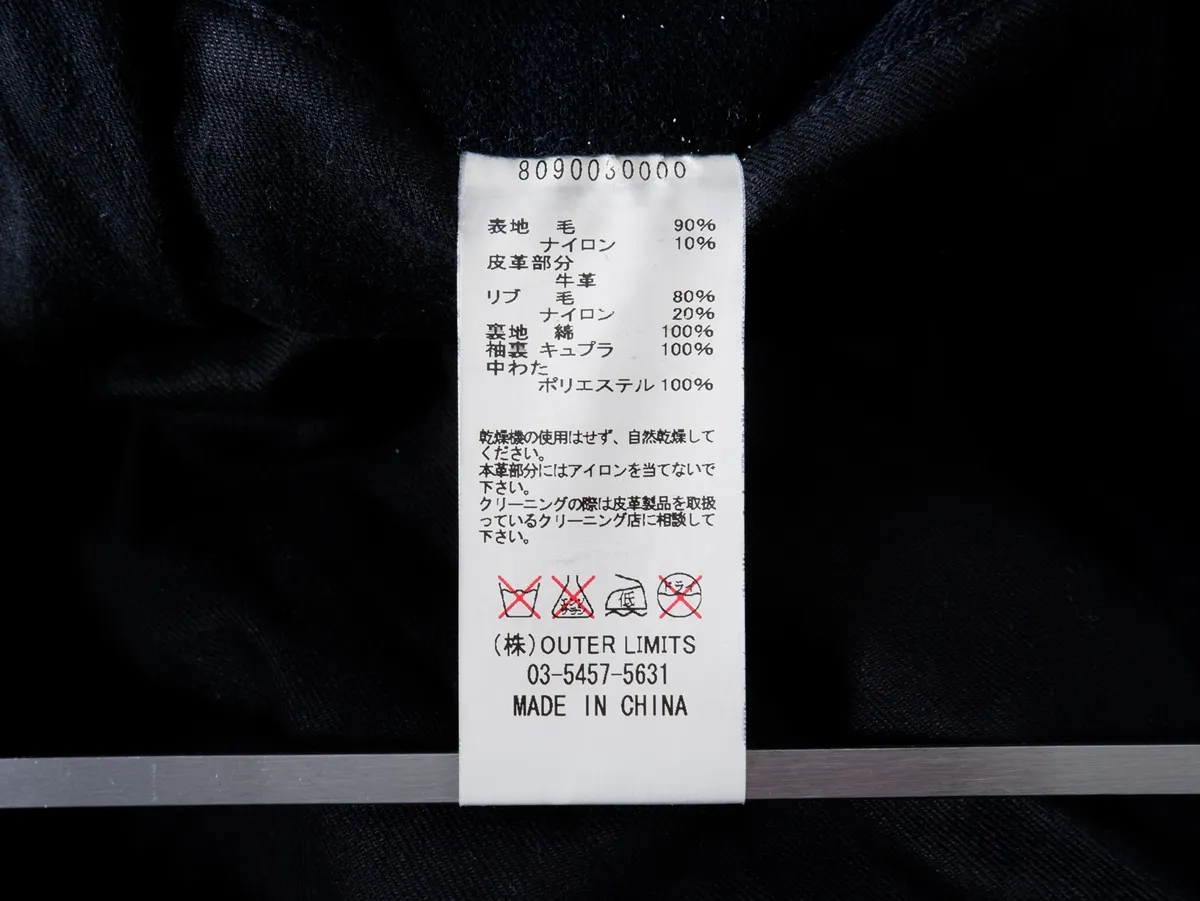 8090030000
表地 毛 90%
ナイロン 10%
皮革部分
牛革
リブ 毛 80%
ナイロン 20%
裏地 綿 100%
袖裏 キュプラ 100%
中わた
ポリエステル 100%
乾燥機の使用はせず、自然乾燥して
ください。
本革部分にはアイロンを当てないで
下さい。
クリーニングの際は皮革製品を取扱
っているクリーニング店に相談して
下さい。
低 ドライ
(株)OUTER LIMITS
03-5457-5631
MADE IN CHINA